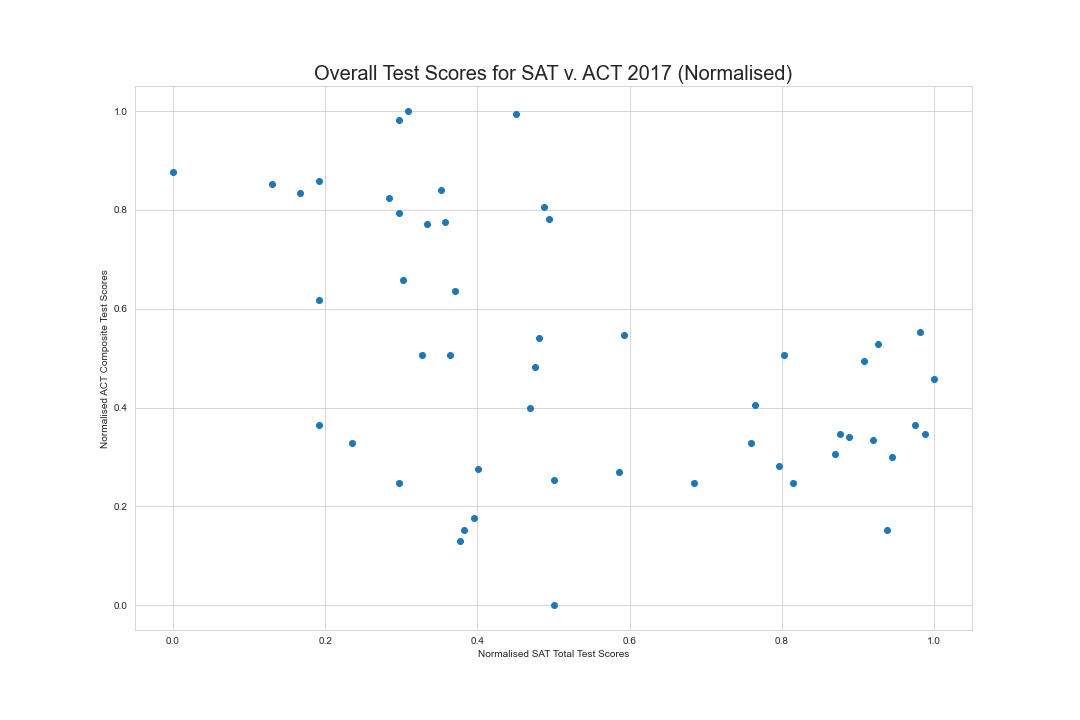 Overall Test Scores for SAT v. ACT 2017 (Normalised)
1.0
0.8
0.6
0.4
0.2
0.0
Normalised ACT Composite Test Scores
0.0 0.2 0.4 0.6 0.8 1.0
Normalised SAT Total Test Scores